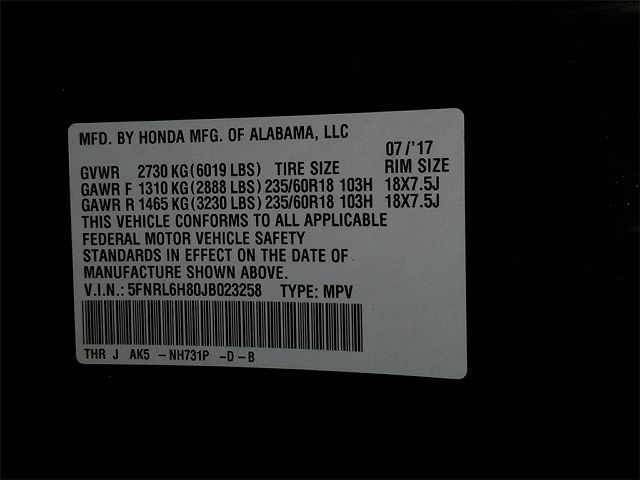 MFD. BY HONDA MFG. OF ALABAMA, LLC
07/'17
GVWR 2730 KG (6019 LBS) TIRE SIZE RIM SIZE
GAWR F 1310 KG (2888 LBS) 235/60R18 103H 18X7.5J
GAWR R 1465 KG (3230 LBS) 235/60R18 103H 18X7.5J
THIS VEHICLE CONFORMS TO ALL APPLICABLE
FEDERAL MOTOR VEHICLE SAFETY
STANDARDS IN EFFECT ON THE DATE OF
MANUFACTURE SHOWN ABOVE.
V.I.N.: 5FNRL6H80JB023258 TYPE: MPV
THR J AK5 - NH731P - D - B